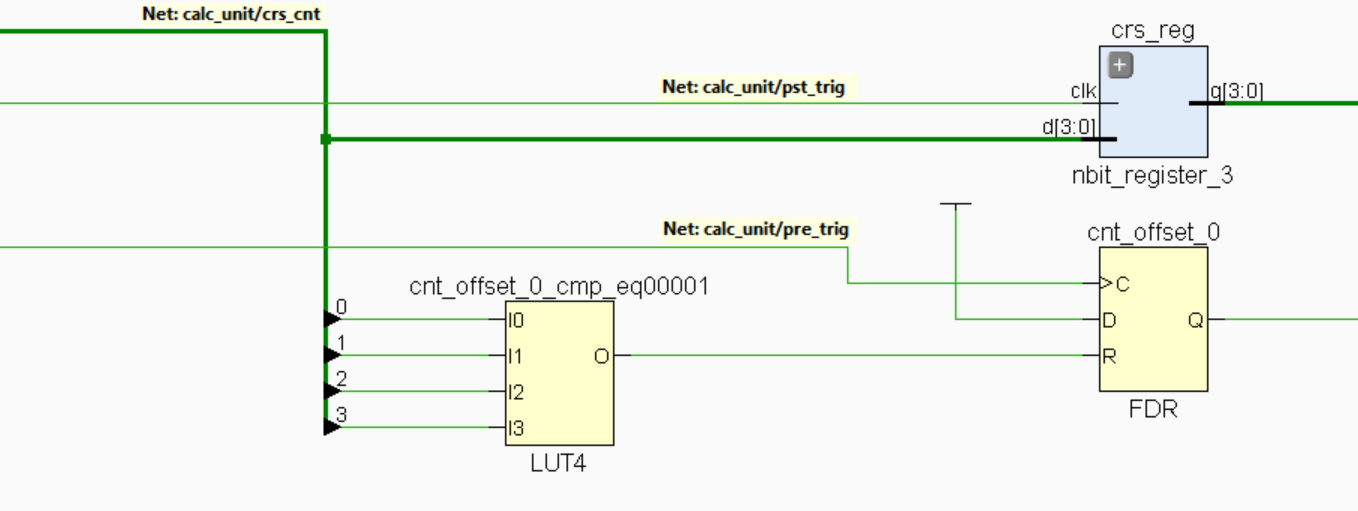 Net: calc_unit/crs_cnt
crs_reg
+
Net: calc_unit/pst_trig
clk
q[3:0]
d[3:0]
nbit_register_3
Net: calc_unit/pre_trig
cnt_offset_0
cnt_offset_0_cmp_eq00001
>C
0
I0
D
Q
1
I1
O
R
2
I2
3
I3
FDR
LUT4